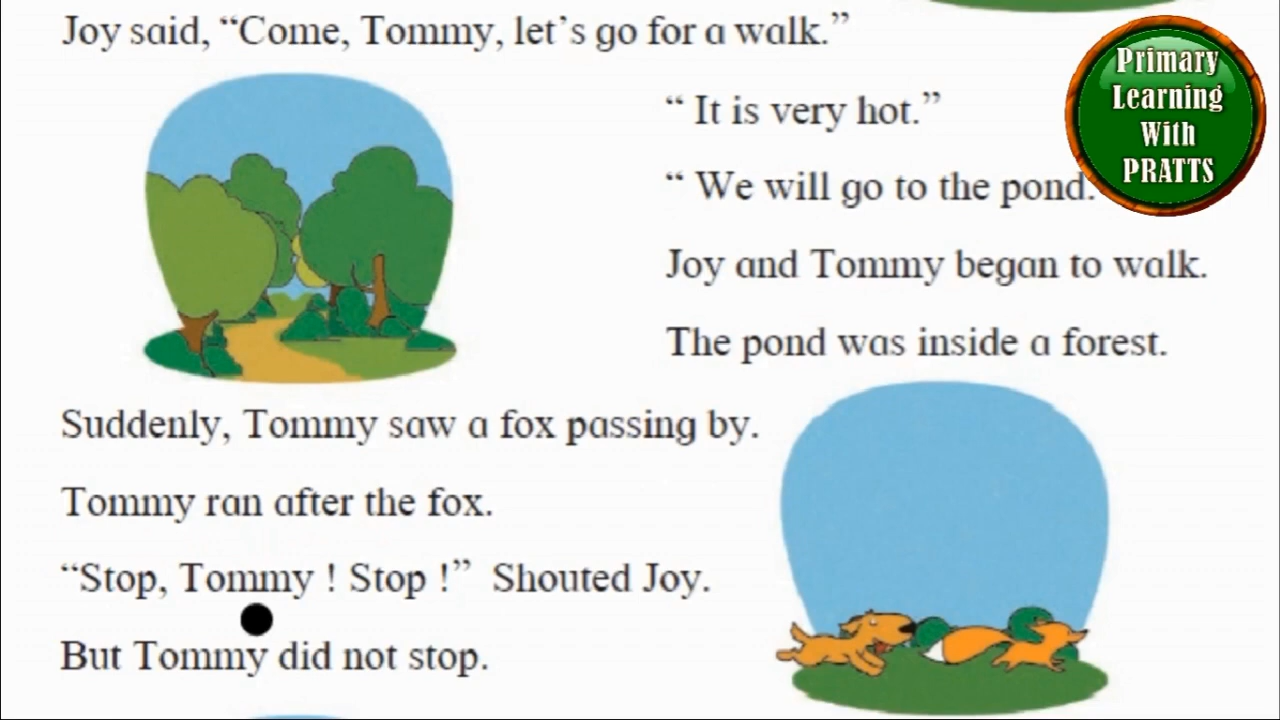 Joy said, “Come, Tommy, let’s go for a walk.”
“ It is very hot.”
“ We will go to the pond.
Joy and Tommy began to walk.
The pond was inside a forest.
Suddenly, Tommy saw a fox passing by.
Tommy ran after the fox.
“Stop, Tommy ! Stop !” Shouted Joy.
But Tommy did not stop.
Primary
Learning
With
PRATTS